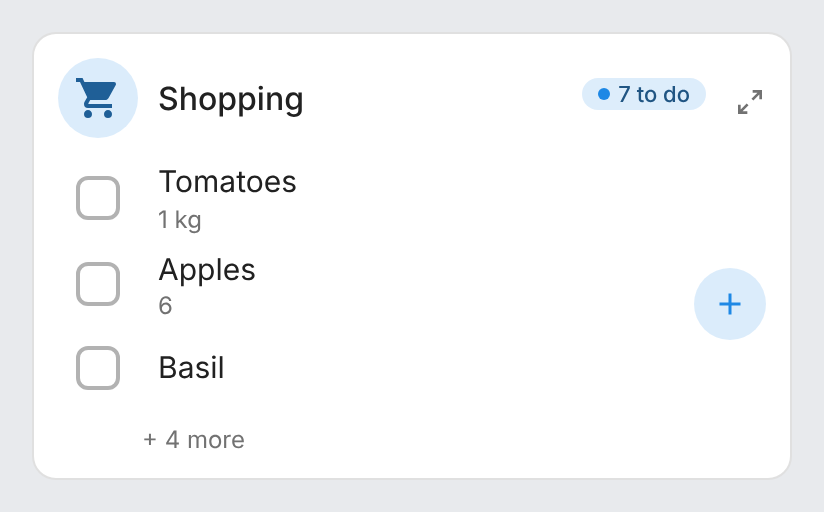 Shopping
7 to do
Tomatoes
1 kg
Apples
6
Basil
+ 4 more